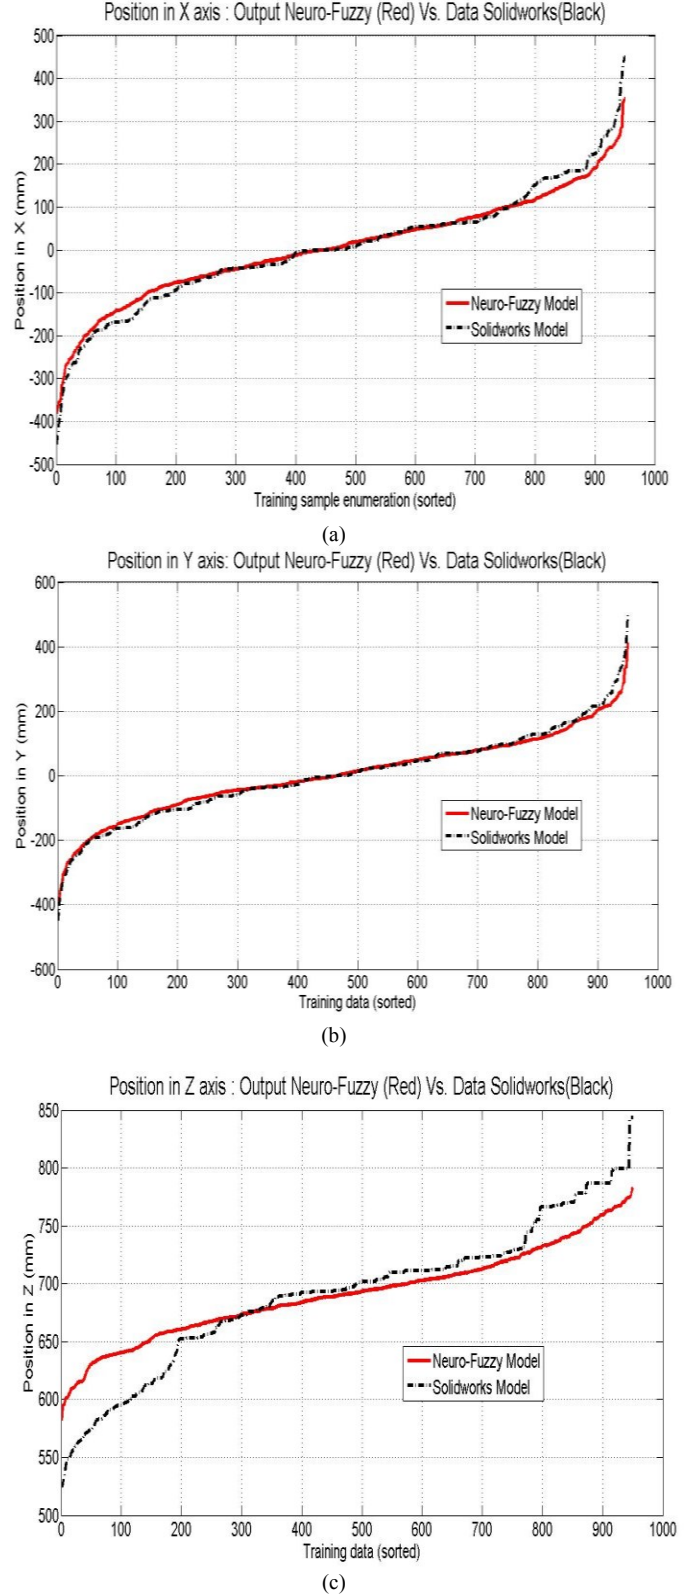 Position in X axis : Output Neuro-Fuzzy (Red) Vs. Data Solidworks(Black)
500
400
300
200
100
0
-100
-200
-300
-400
-500
Position in X (mm)
Neuro-Fuzzy Model
Solidworks Model
0 100 200 300 400 500 600 700 800 900 1000
Training sample enumeration (sorted)
(a)
Position in Y axis: Output Neuro-Fuzzy (Red) Vs. Data Solidworks(Black)
600
400
200
0
-200
-400
-600
Position in Y (mm)
Neuro-Fuzzy Model
Solidworks Model
0 100 200 300 400 500 600 700 800 900 1000
Training data (sorted)
(b)
Position in Z axis : Output Neuro-Fuzzy (Red) Vs. Data Solidworks(Black)
850
800
750
700
650
600
550
500
Position in Z (mm)
Neuro-Fuzzy Model
Solidworks Model
0 100 200 300 400 500 600 700 800 900 1000
Training data (sorted)
(c)